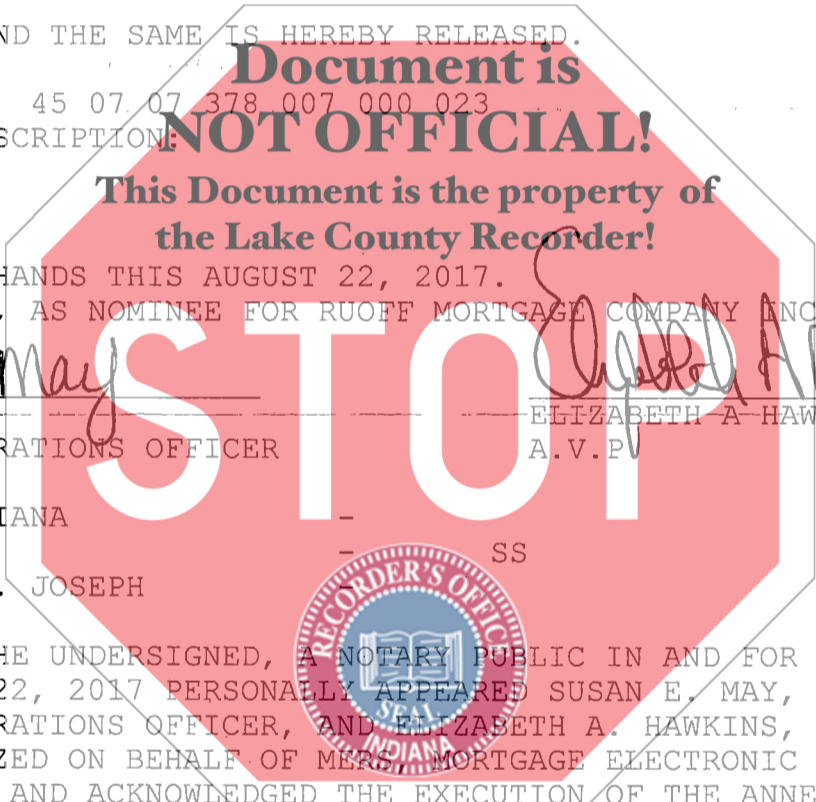 ND THE SAME IS HEREBY RELEASED.
Document is
45 07 07 378 007 000 023
SCRIPTION:
NOT OFFICIAL!
This Document is the property of
the Lake County Recorder!
HANDS THIS AUGUST 22, 2017.
, AS NOMINEE FOR RUOFF MORTGAGE COMPANY INC
STOP
May
ELIZABETH A HAW
RATIONS OFFICER A.V.P
IANA -
- SS
. JOSEPH -
RECORDER'S OFFICE
SEAL
INDIANA
HE UNDERSIGNED, A NOTARY PUBLIC IN AND FOR
22, 2017 PERSONALLY APPEARED SUSAN E. MAY,
RATIONS OFFICER, AND ELIZABETH A. HAWKINS,
ZED ON BEHALF OF MERS, MORTGAGE ELECTRONIC
AND ACKNOWLEDGED THE EXECUTION OF THE ANNE